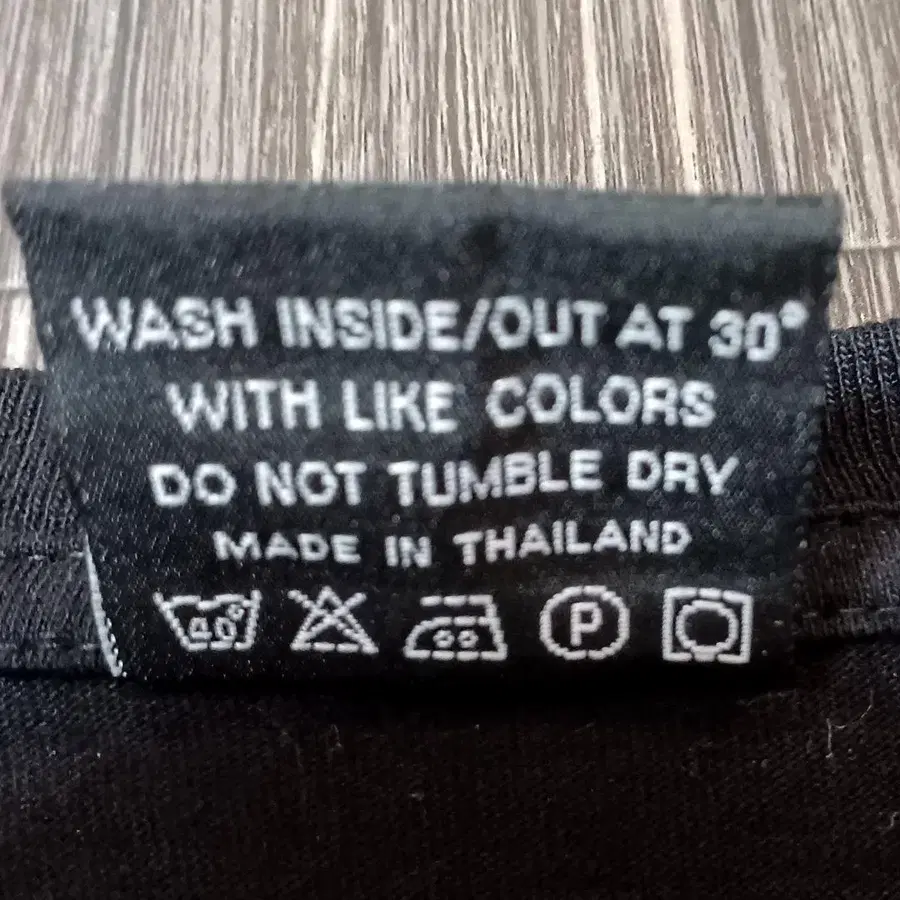 WASH INSIDE/OUT AT 30°
WITH LIKE COLORS
DO NOT TUMBLE DRY
MADE IN THAILAND
40°
P